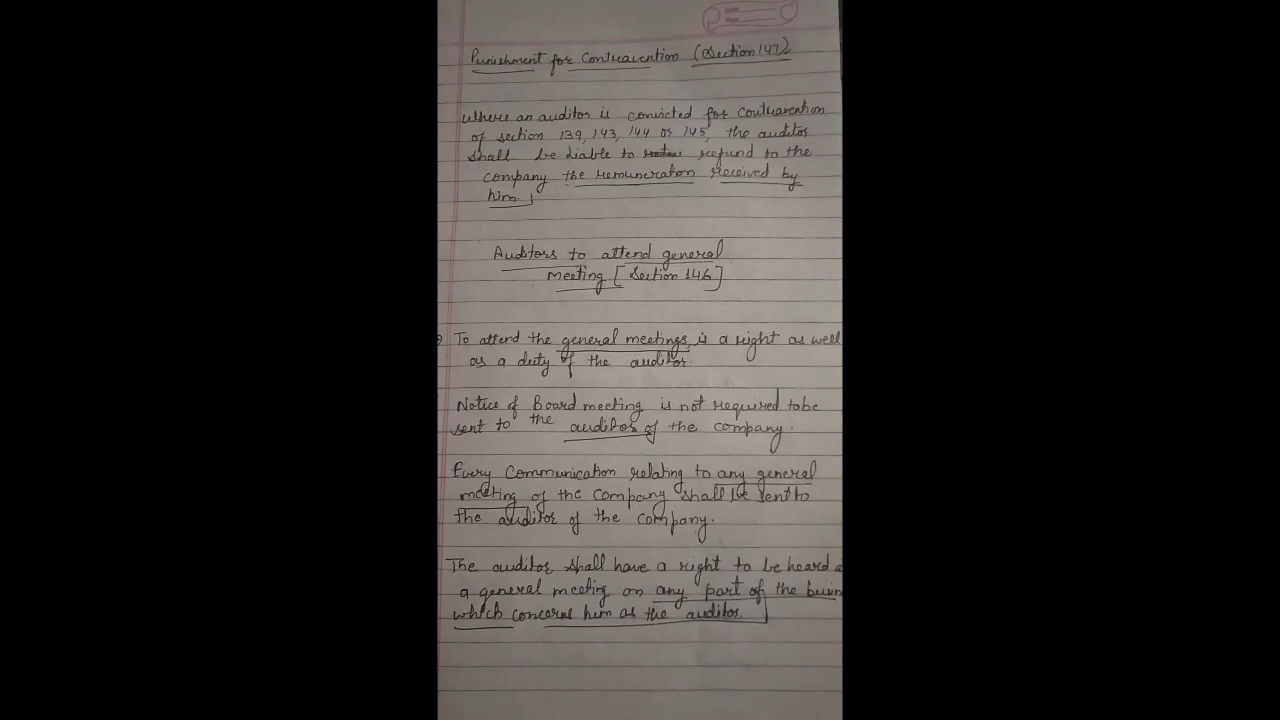 Punishment for Contravention (Section 147)
Where an auditor is convicted for contravention
of section 139, 143, 144 or 145, the auditor
shall be liable to refund to the
company the remuneration received by
him
Auditors to attend general
Meeting [Section 146]
To attend the general meetings, is a right as well
as a duty of the auditor.
Notice of Board meeting is not required to be
sent to the auditor of the company.
Every Communication relating to any general
meeting of the company shall be sent to
the auditor of the company.
The auditor shall have a right to be heard
a general meeting on any part of the busin
which concerns him as the auditor.